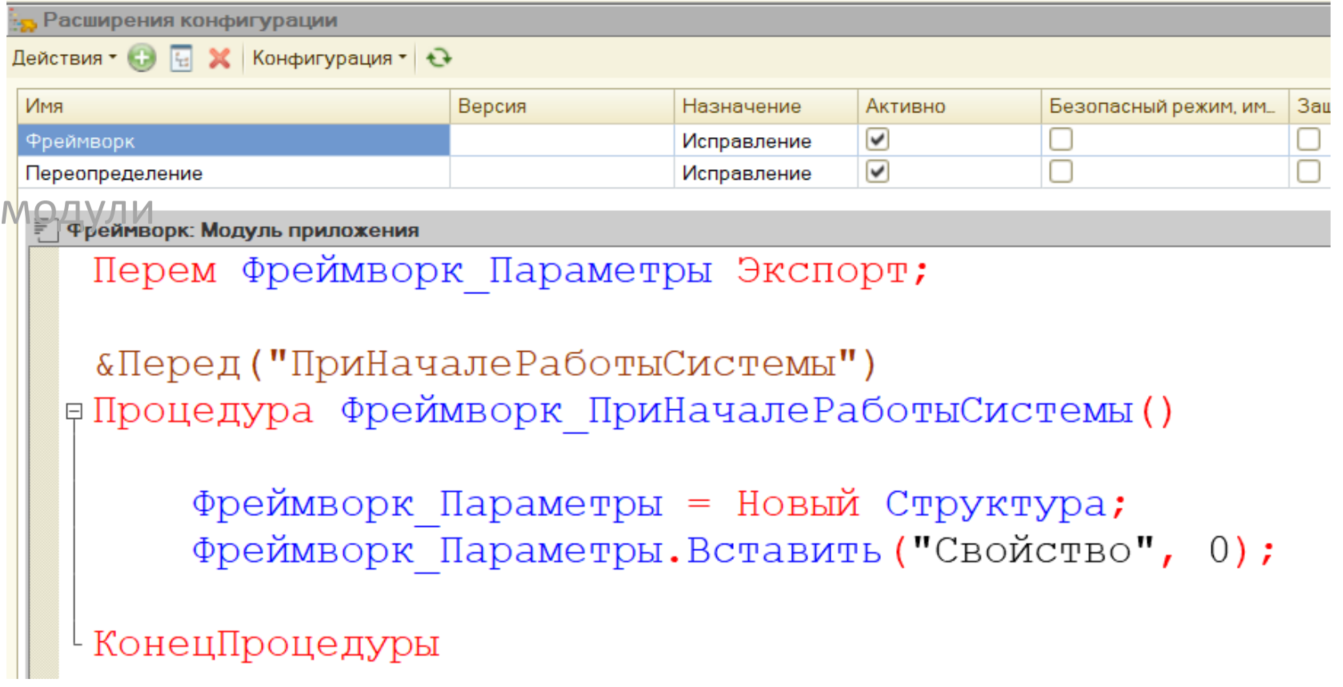 Расширения конфигурации
Действия Конфигурация
Имя Версия Назначение Активно Безопасный режим, им... Защ
Фреймворк Исправление
Переопределение Исправление
модули
Фреймворк: Модуль приложения
Перем Фреймворк_Параметры Экспорт;
&Перед("ПриНачалеРаботыСистемы")
Процедура Фреймворк_ПриНачалеРаботыСистемы()
Фреймворк_Параметры = Новый Структура;
Фреймворк_Параметры.Вставить("Свойство", 0);
КонецПроцедуры